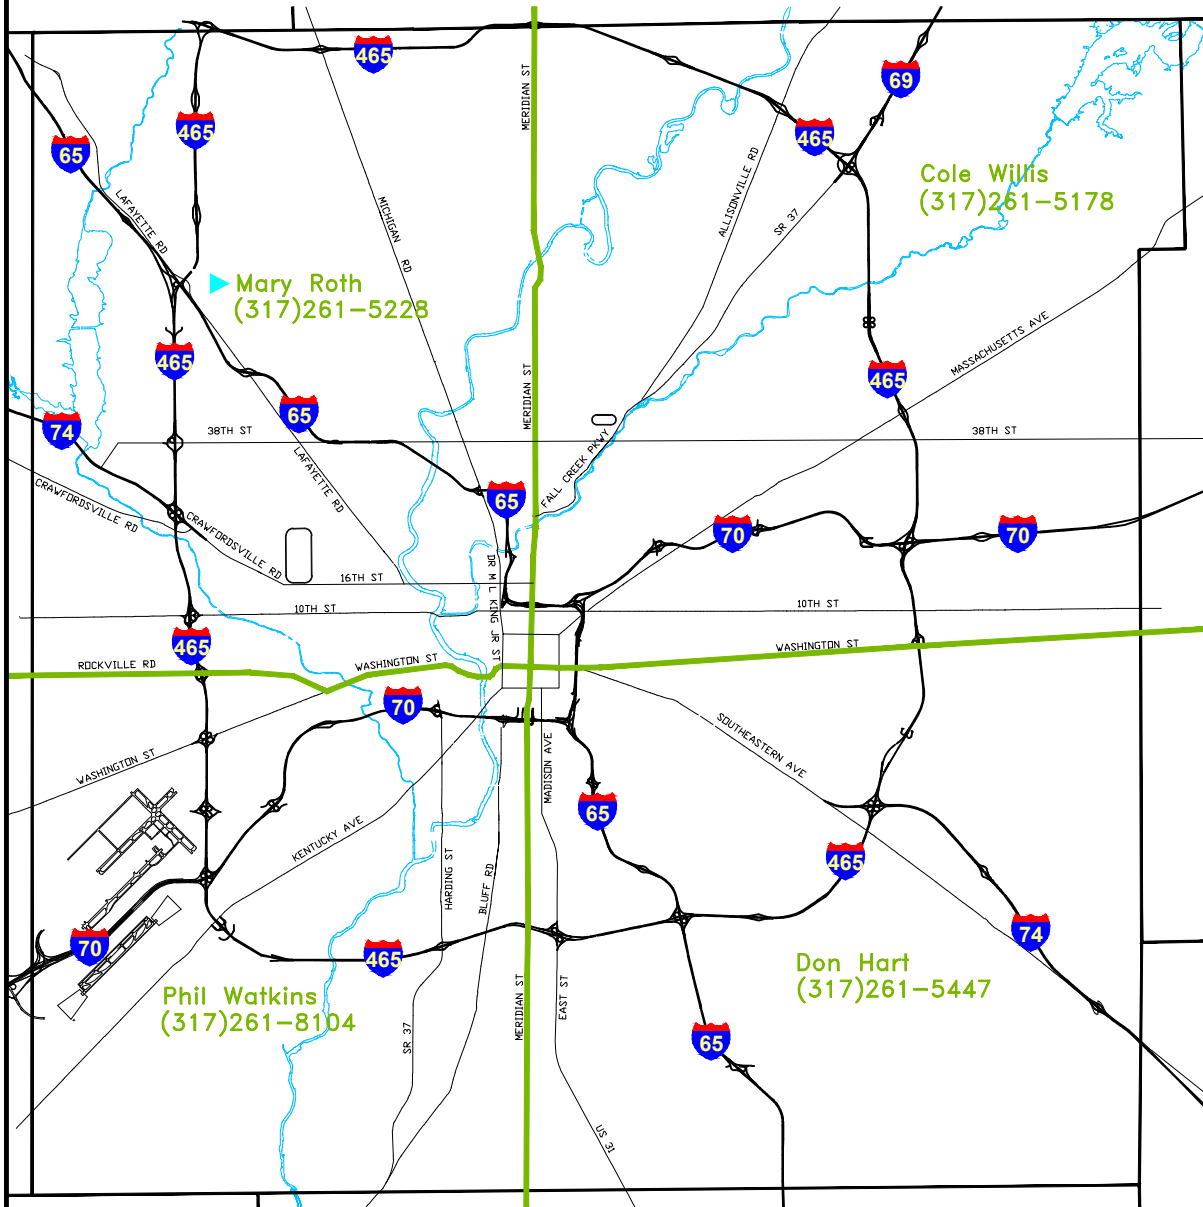 465
69
MERIDIAN ST
465
465
65
ALLISONVILLE RD
Cole Willis
(317)261-5178
LAFAYETTE RD
MICHIGAN RD
SR 37
Mary Roth
(317)261-5228
MASSACHUSETTS AVE
465
465
MERIDIAN ST
65
74
38TH ST
38TH ST
LAFAYETTE RD
FALL CREEK PKWY
65
CRAWFORDSVILLE RD
CRAWFORDSVILLE RD
70
70
16TH ST
DR M L KING JR ST
10TH ST
10TH ST
465
ROCKVILLE RD
WASHINGTON ST
WASHINGTON ST
70
SOUTHEASTERN AVE
WASHINGTON ST
MADISON AVE
65
KENTUCKY AVE
465
HARDING ST
BLUFF RD
70
465
74
Don Hart
(317)261-5447
Phil Watkins
(317)261-8104
MERIDIAN ST
EAST ST
SR 37
65
US 31